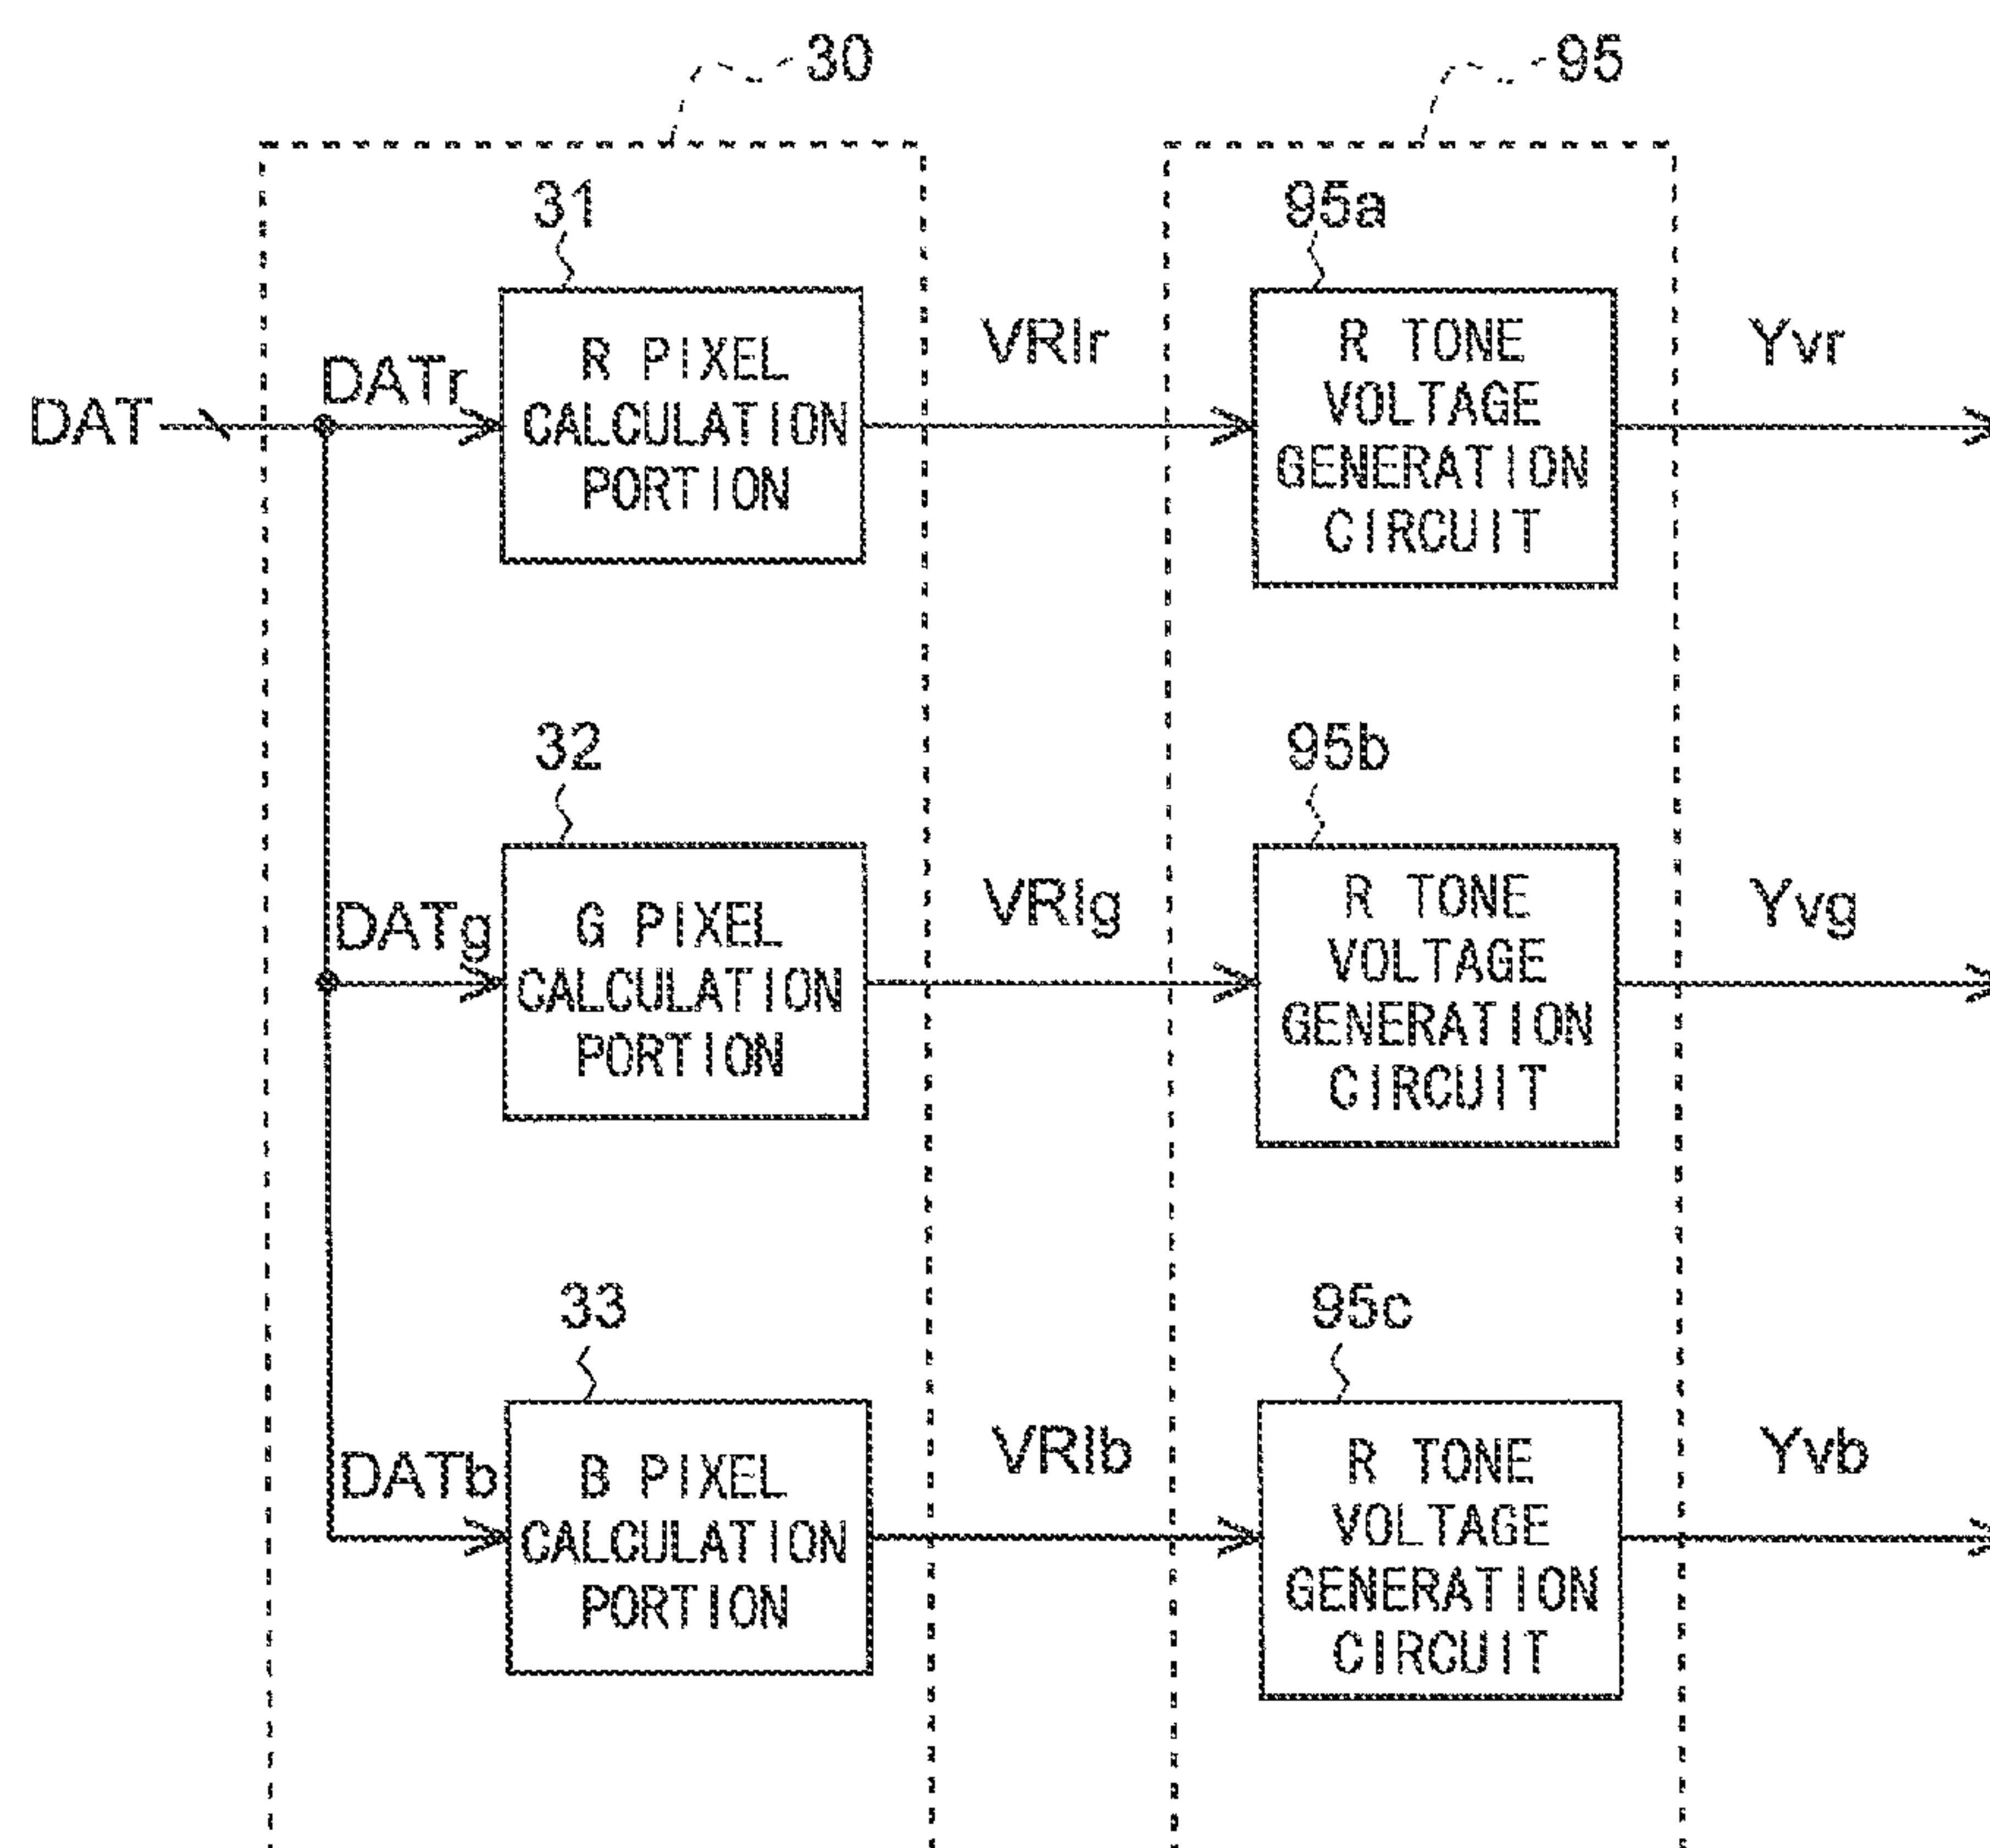 30
95
31
95a
DAT
DATr
R PIXEL
CALCULATION
PORTION
VRIr
R TONE
VOLTAGE
GENERATION
CIRCUIT
Yvr
32
95b
DATg
G PIXEL
CALCULATION
PORTION
VRIg
R TONE
VOLTAGE
GENERATION
CIRCUIT
Yvg
33
95c
DATb
B PIXEL
CALCULATION
PORTION
VRIb
R TONE
VOLTAGE
GENERATION
CIRCUIT
Yvb